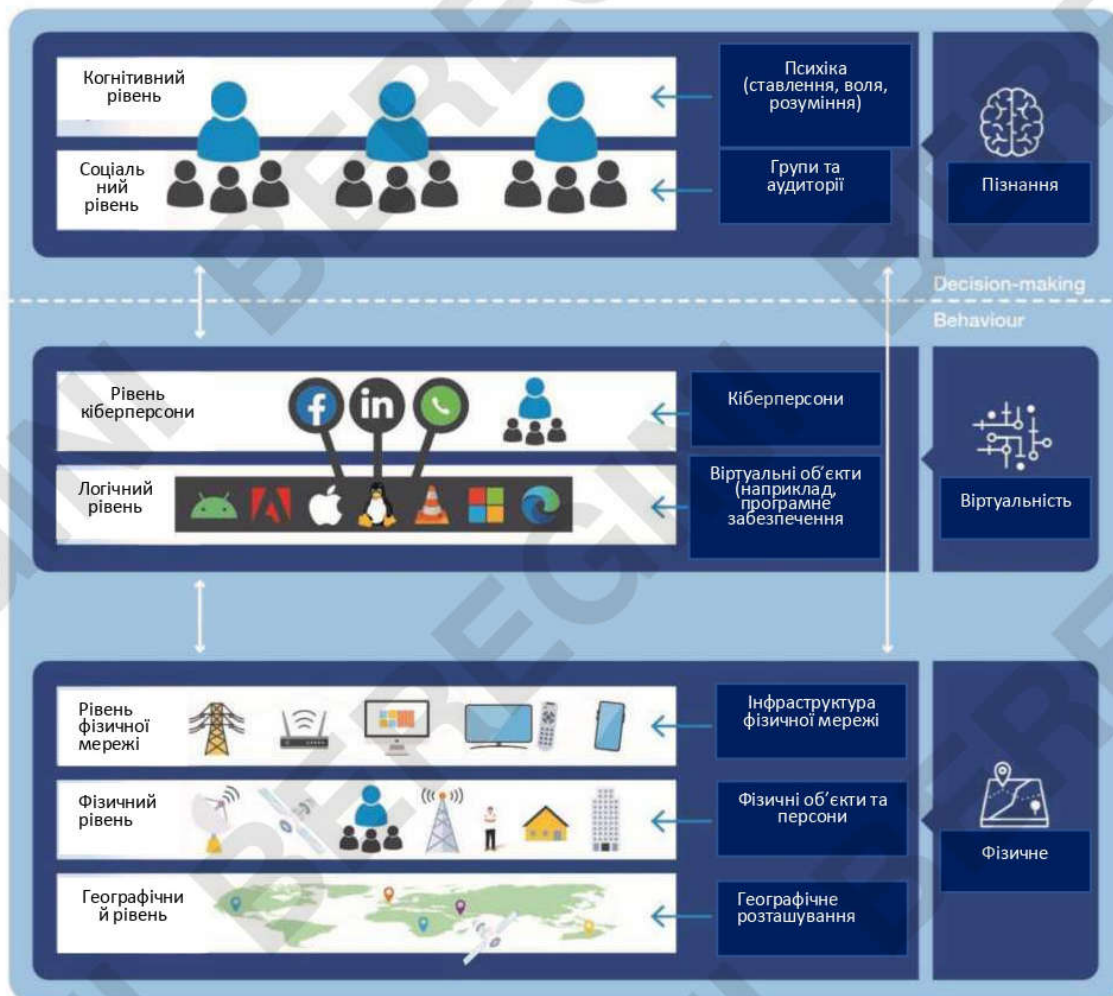 Когнітивний
рівень
Психіка
(ставлення, воля,
розуміння)
Соціаль
ний
рівень
Групи та
аудиторії
Пізнання
Decision-making
Behaviour
Рівень
кіберперсони
f
in
Кіберперсони
Логічний
рівень
Віртуальні об‘єкти
(наприклад,
програмне
забезпечення
Віртуальність
Рівень
фізичної
мережі
Інфраструктура
фізичної мережі
Фізичний
рівень
Фізичні об‘єкти та
персони
Фізичне
Географічни
й рівень
Географічне
розташування
BEREGINI